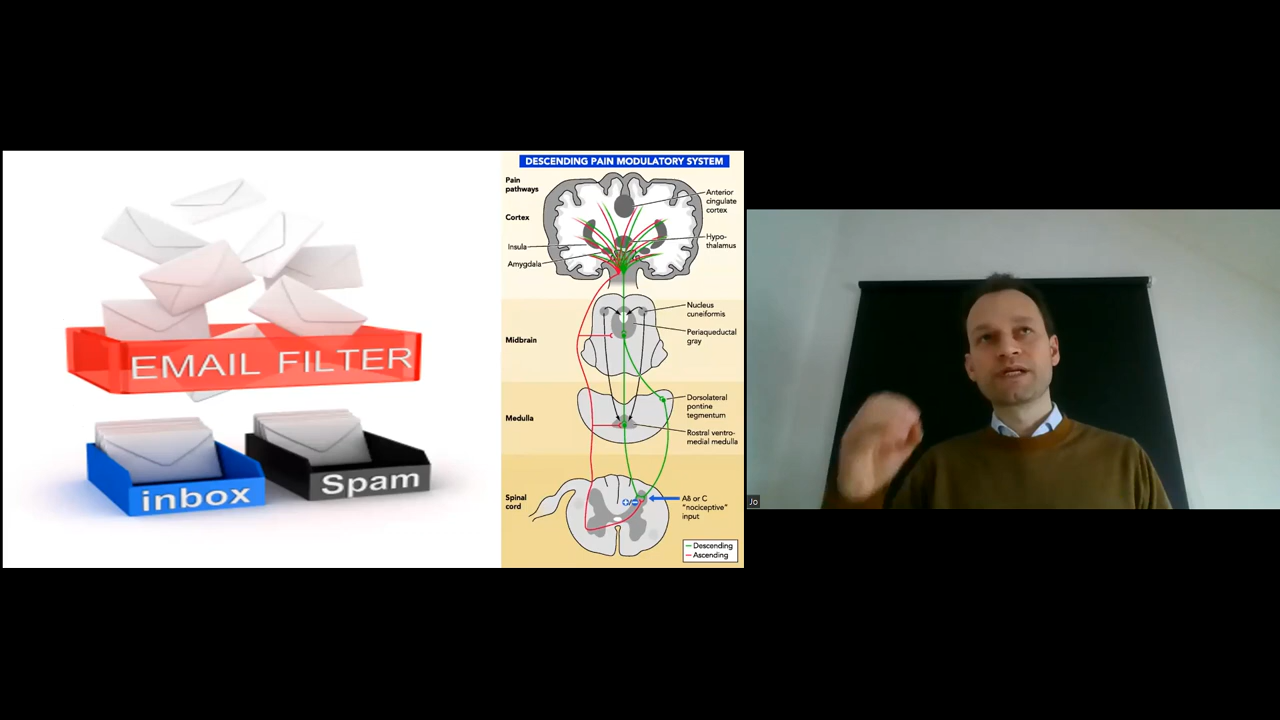 EMAIL FILTER
inbox
Spam
DESCENDING PAIN MODULATORY SYSTEM
Pain
pathways
Cortex
Insula
Amygdala
Anterior
cingulate
cortex
Hypo-
thalamus
Midbrain
Nucleus
cuneiformis
Periaqueductal
gray
Medulla
Dorsolateral
pontine
tegmentum
Rostral ventro-
medial medulla
Spinal
cord
+/−
Aδ or C
"nociceptive"
input
Descending
Ascending
Jo